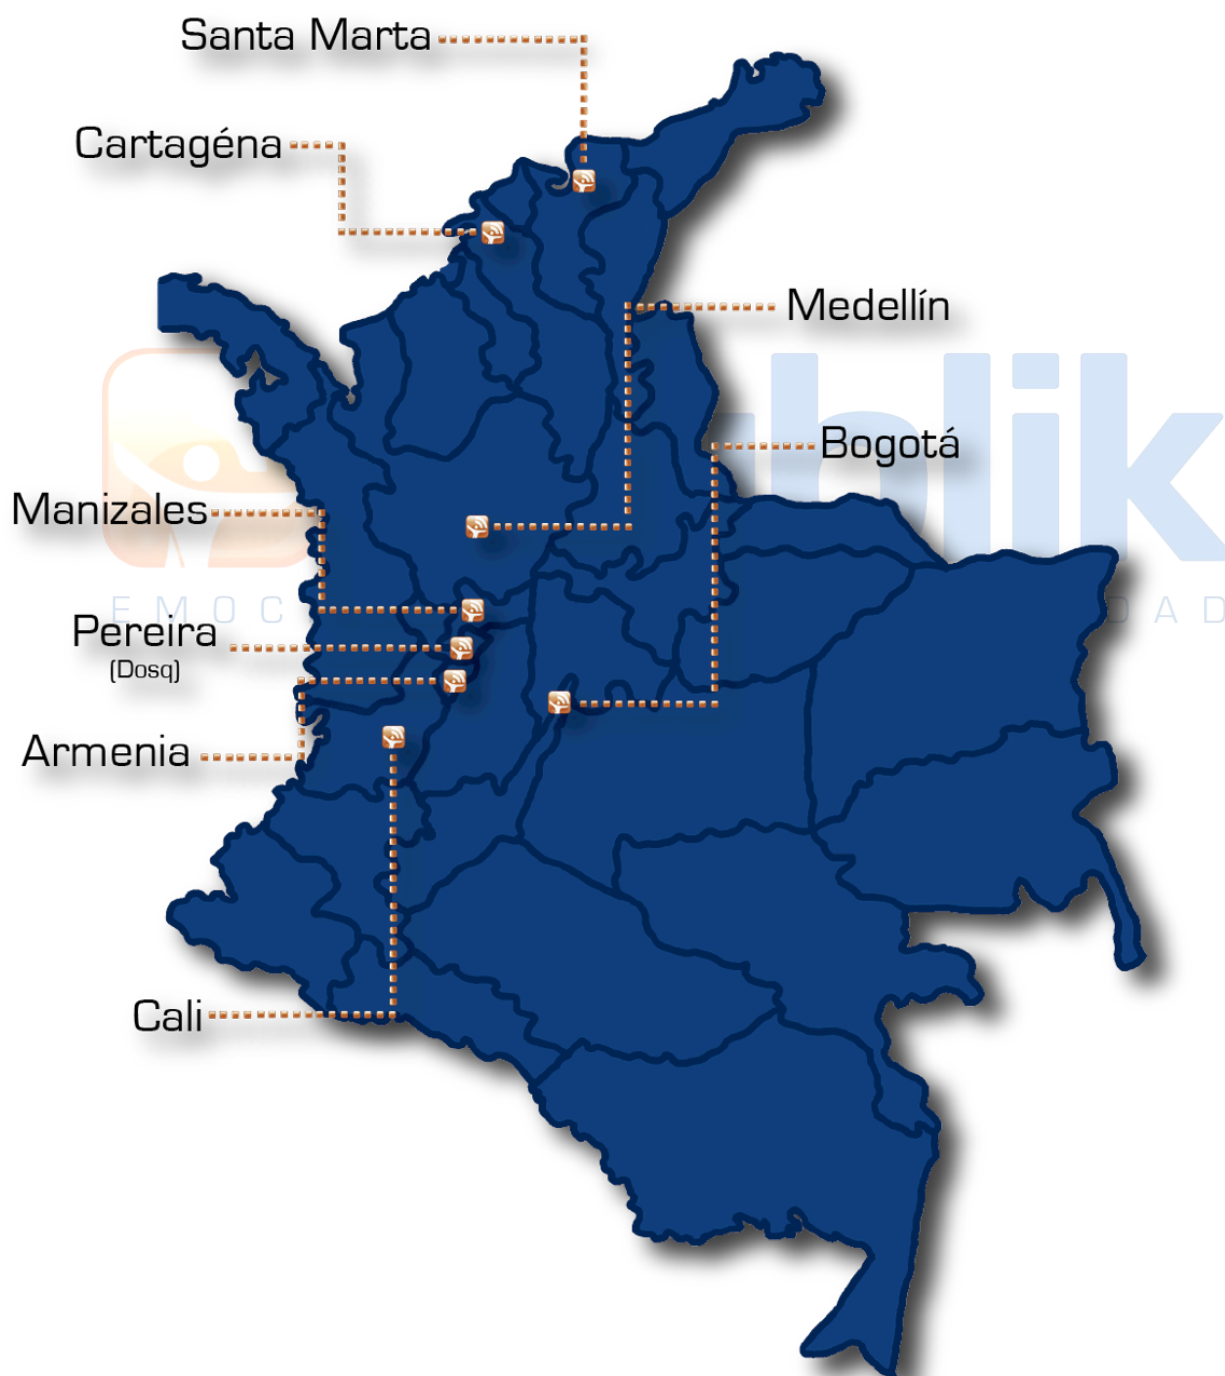 Santa Marta
Cartagéna
Medellín
Bogotá
Manizales
Pereira
(Dosq)
Armenia
Cali